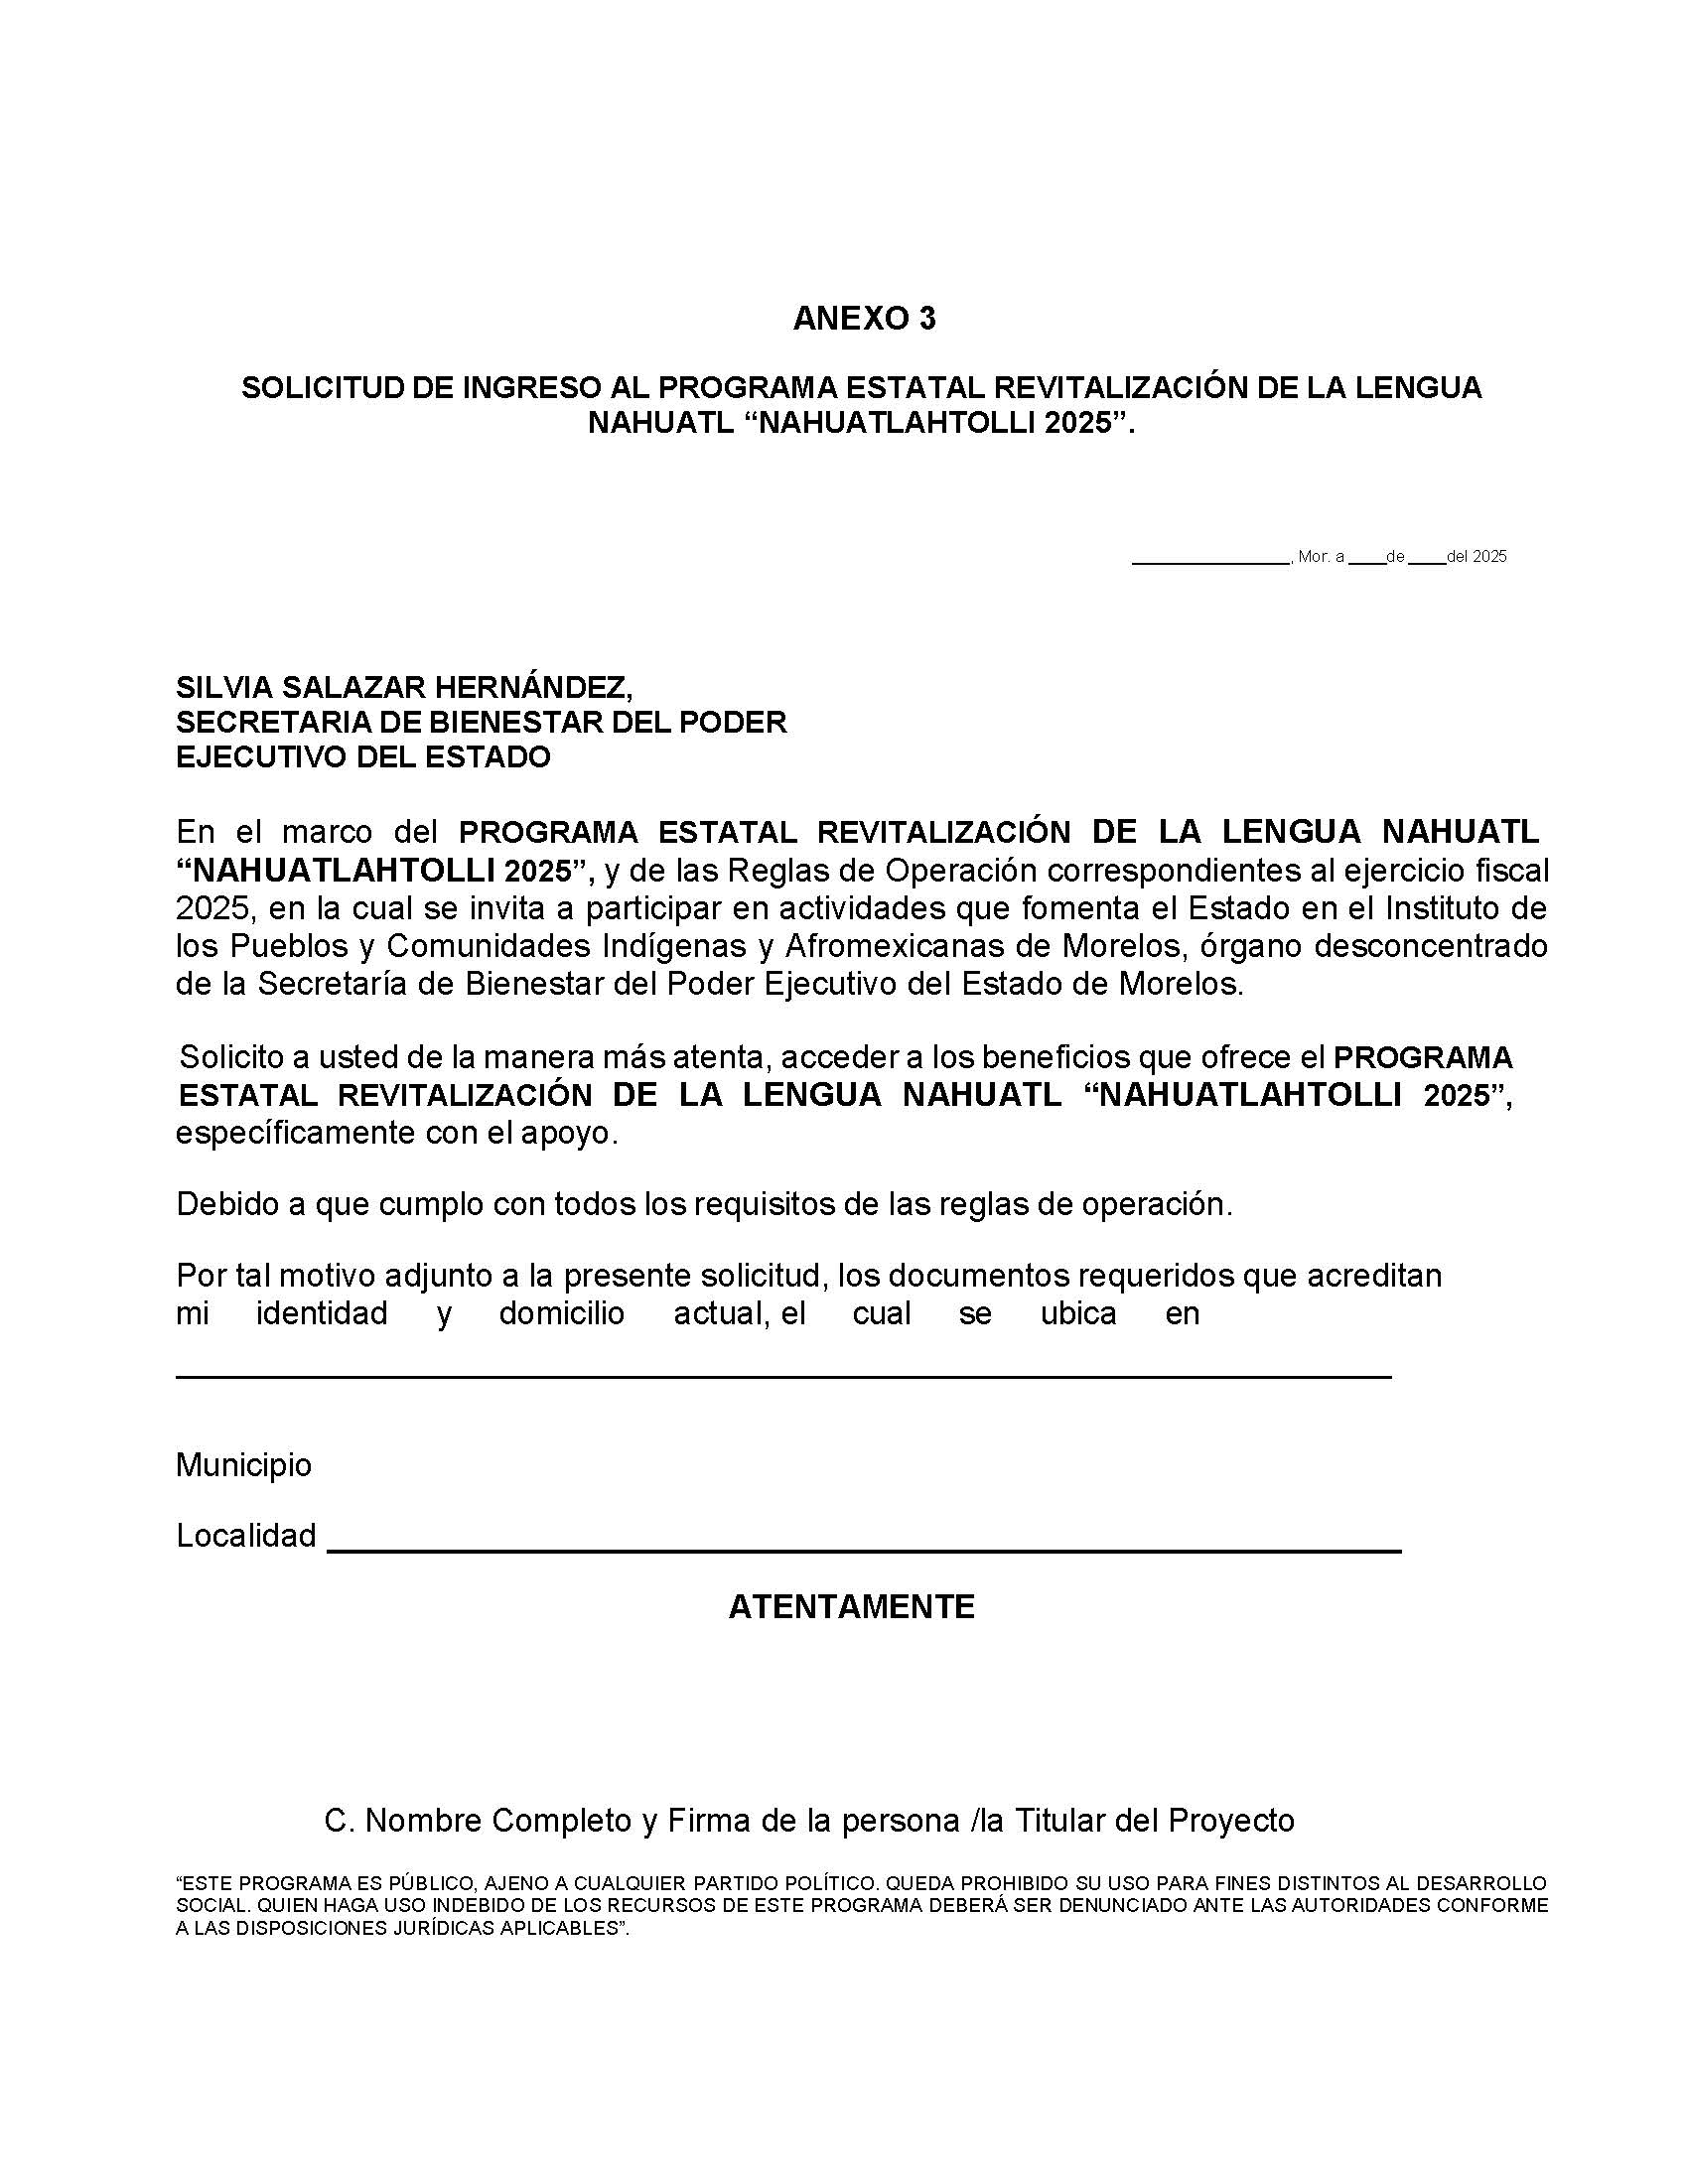 ANEXO 3
SOLICITUD DE INGRESO AL PROGRAMA ESTATAL REVITALIZACIÓN DE LA LENGUA
NAHUATL “NAHUATLAHTOLLI 2025”.
________________, Mor. a ____de ____del 2025
SILVIA SALAZAR HERNÁNDEZ,
SECRETARIA DE BIENESTAR DEL PODER
EJECUTIVO DEL ESTADO
En el marco del PROGRAMA ESTATAL REVITALIZACIÓN DE LA LENGUA NAHUATL
“NAHUATLAHTOLLI 2025”, y de las Reglas de Operación correspondientes al ejercicio fiscal
2025, en la cual se invita a participar en actividades que fomenta el Estado en el Instituto de
los Pueblos y Comunidades Indígenas y Afromexicanas de Morelos, órgano desconcentrado
de la Secretaría de Bienestar del Poder Ejecutivo del Estado de Morelos.
Solicito a usted de la manera más atenta, acceder a los beneficios que ofrece el PROGRAMA
ESTATAL REVITALIZACIÓN DE LA LENGUA NAHUATL “NAHUATLAHTOLLI 2025”,
específicamente con el apoyo.
Debido a que cumplo con todos los requisitos de las reglas de operación.
Por tal motivo adjunto a la presente solicitud, los documentos requeridos que acreditan
mi identidad y domicilio actual, el cual se ubica en
Municipio
Localidad
ATENTAMENTE
C. Nombre Completo y Firma de la persona /la Titular del Proyecto
“ESTE PROGRAMA ES PÚBLICO, AJENO A CUALQUIER PARTIDO POLÍTICO. QUEDA PROHIBIDO SU USO PARA FINES DISTINTOS AL DESARROLLO
SOCIAL. QUIEN HAGA USO INDEBIDO DE LOS RECURSOS DE ESTE PROGRAMA DEBERÁ SER DENUNCIADO ANTE LAS AUTORIDADES CONFORME
A LAS DISPOSICIONES JURÍDICAS APLICABLES”.